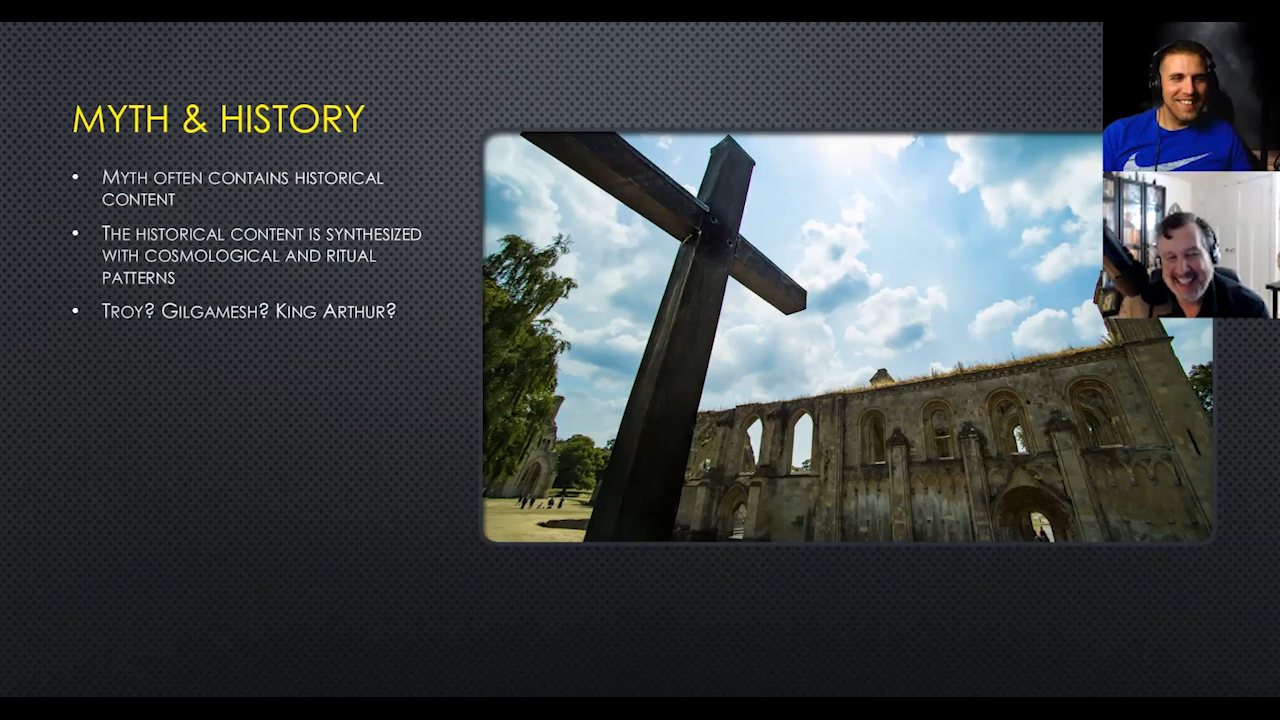 MYTH & HISTORY
• MYTH OFTEN CONTAINS HISTORICAL
CONTENT
• THE HISTORICAL CONTENT IS SYNTHESIZED
WITH COSMOLOGICAL AND RITUAL
PATTERNS
• TROY? GILGAMESH? KING ARTHUR?